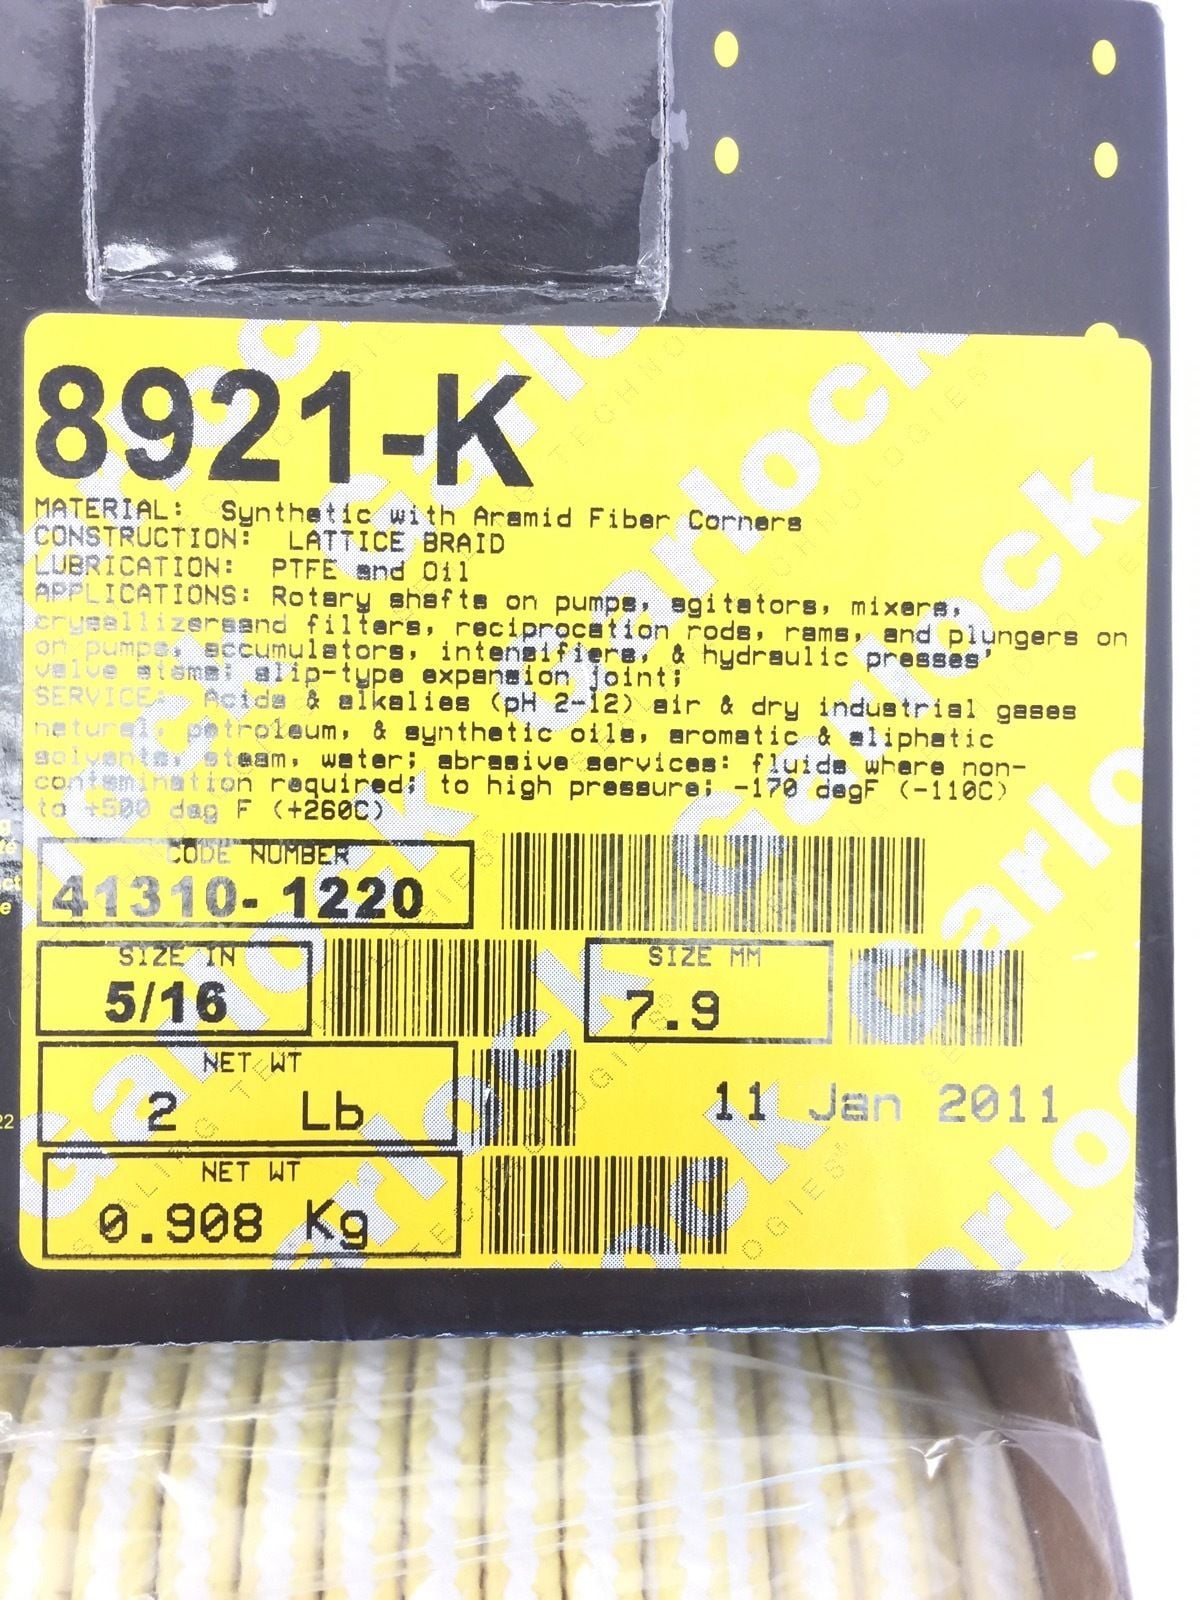 8921-K
MATERIAL: Synthetic with Aramid Fiber Corners
CONSTRUCTION: LATTICE BRAID
LUBRICATION: PTFE and Oil
APPLICATIONS: Rotary shafts on pumps, agitators, mixers,
crysallizersand filters, reciprocation rods, rams, and plungers on
on pumps, accumulators, intensifiers, & hydraulic presses'
valve stems; slip-type expansion joint;
SERVICE: Acids & alkalies (pH 2-12) air & dry industrial gases
natural, petroleum, & synthetic oils, aromatic & aliphatic
solvents, steam, water; abrasive services: fluids where non-
contamination required; to high pressure; -170 degF (-110C)
to +500 deg F (+260C)
CODE NUMBER
41310-1220
SIZE IN
5/16
SIZE MM
7.9
NET WT
2 Lb
11 Jan 2011
NET WT
0.908 Kg
Garlock
SEALING TECHNOLOGIES
22